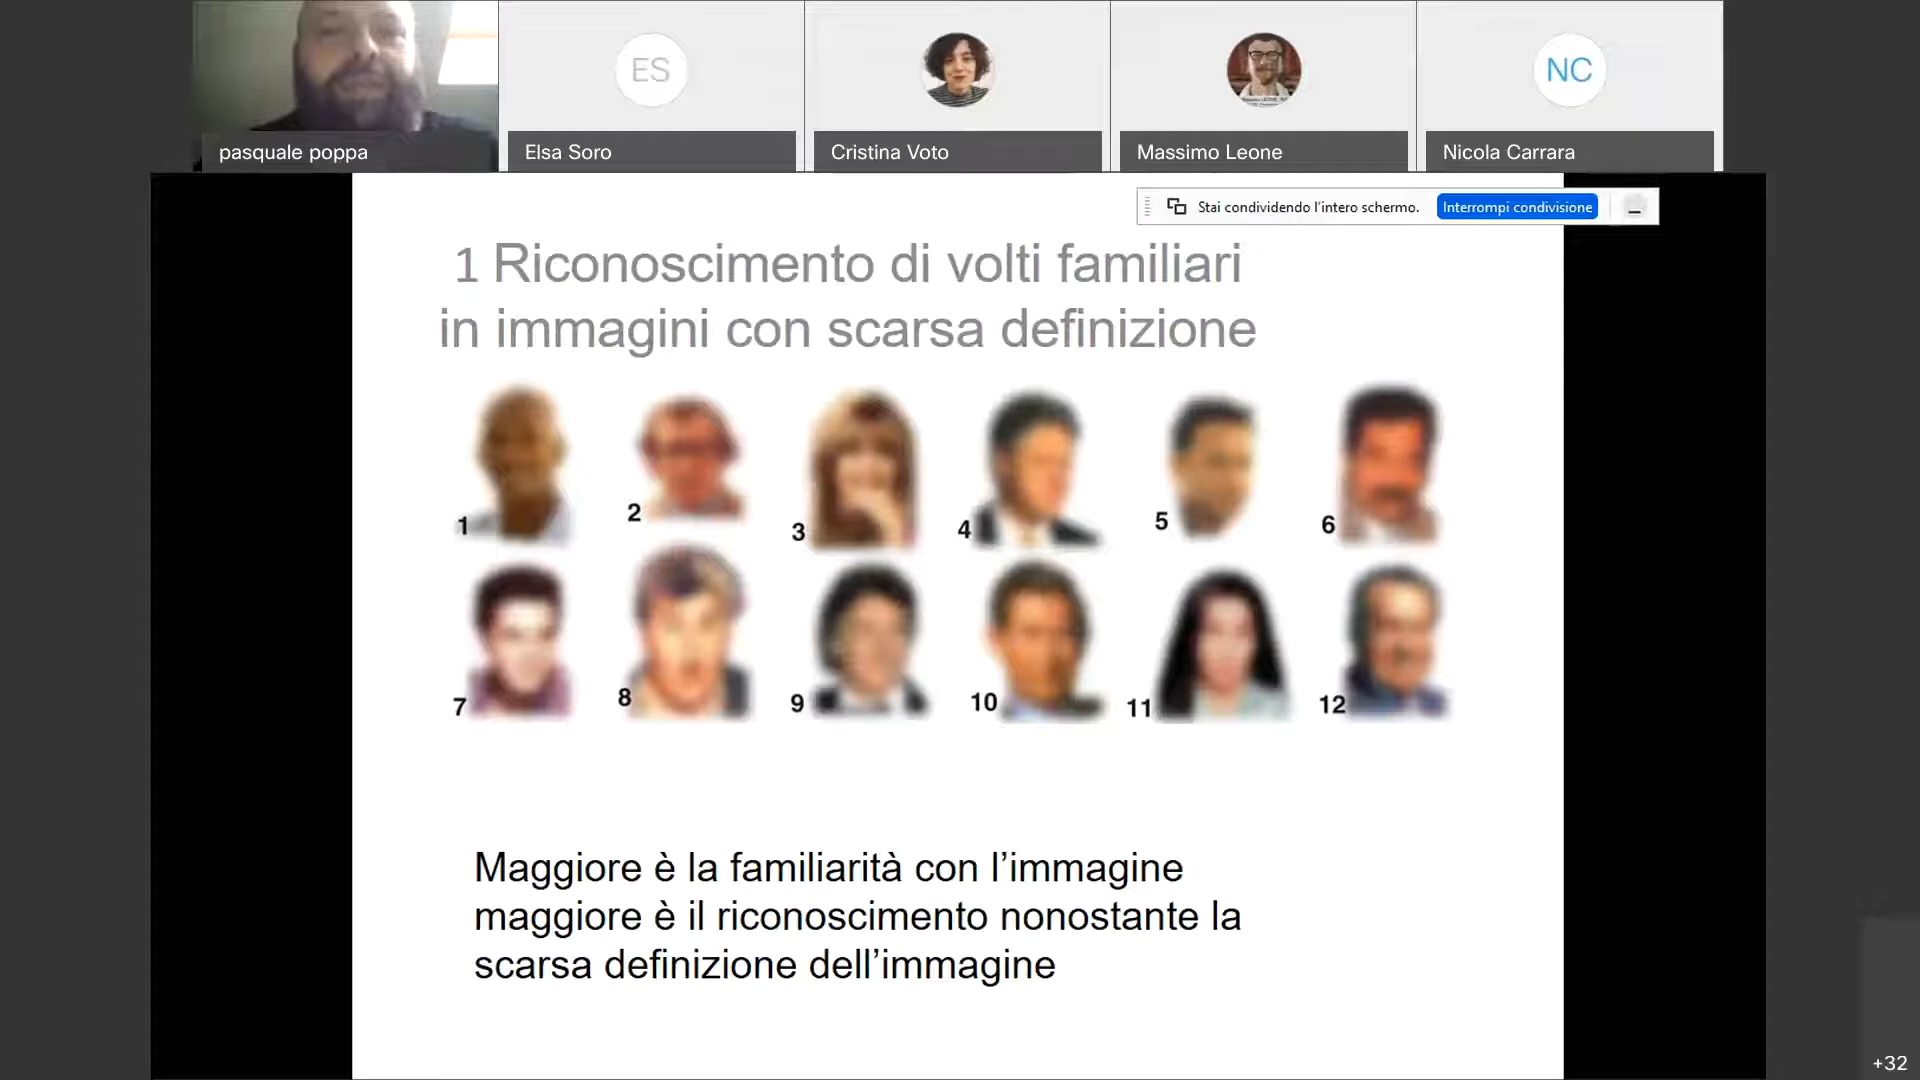 ES
NC
pasquale poppa
Elsa Soro
Cristina Voto
Massimo Leone
Nicola Carrara
Stai condividendo l'intero schermo.
Interrompi condivisione
1 Riconoscimento di volti familiari
in immagini con scarsa definizione
1
2
3
4
5
6
7
8
9
10
11
12
Maggiore è la familiarità con l’immagine
maggiore è il riconoscimento nonostante la
scarsa definizione dell’immagine
+32